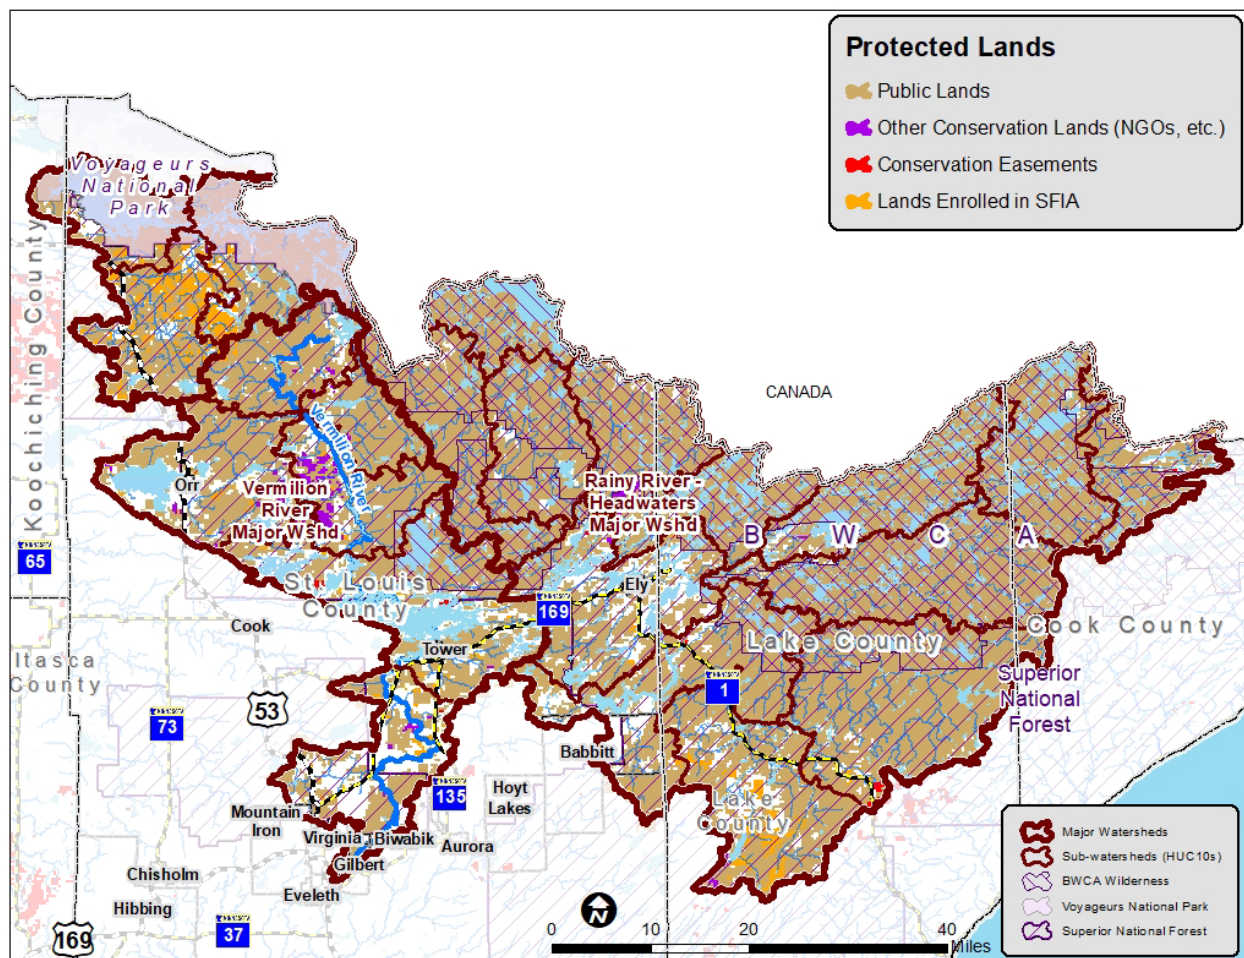 Protected Lands
Public Lands
Other Conservation Lands (NGOs, etc.)
Conservation Easements
Lands Enrolled in SFIA
Voyageurs
National
Park
Koochiching County
CANADA
Vermilion River
Orr
Vermilion
River
Major Wshd
Rainy River -
Headwaters
Major Wshd
B W C A
65
St. Louis
County
Ely
169
Cook
Tower
Lake County
Cook County
Itasca
County
Superior
National
Forest
1
53
73
Babbitt
135
Hoyt
Lakes
Lake
County
Mountain
Iron
Virginia
Biwabik
Aurora
Gilbert
Chisholm
Eveleth
Hibbing
37
169
N
0 10 20 40
Miles
Major Watersheds
Sub-watersheds (HUC10s)
BWCA Wilderness
Voyageurs National Park
Superior National Forest